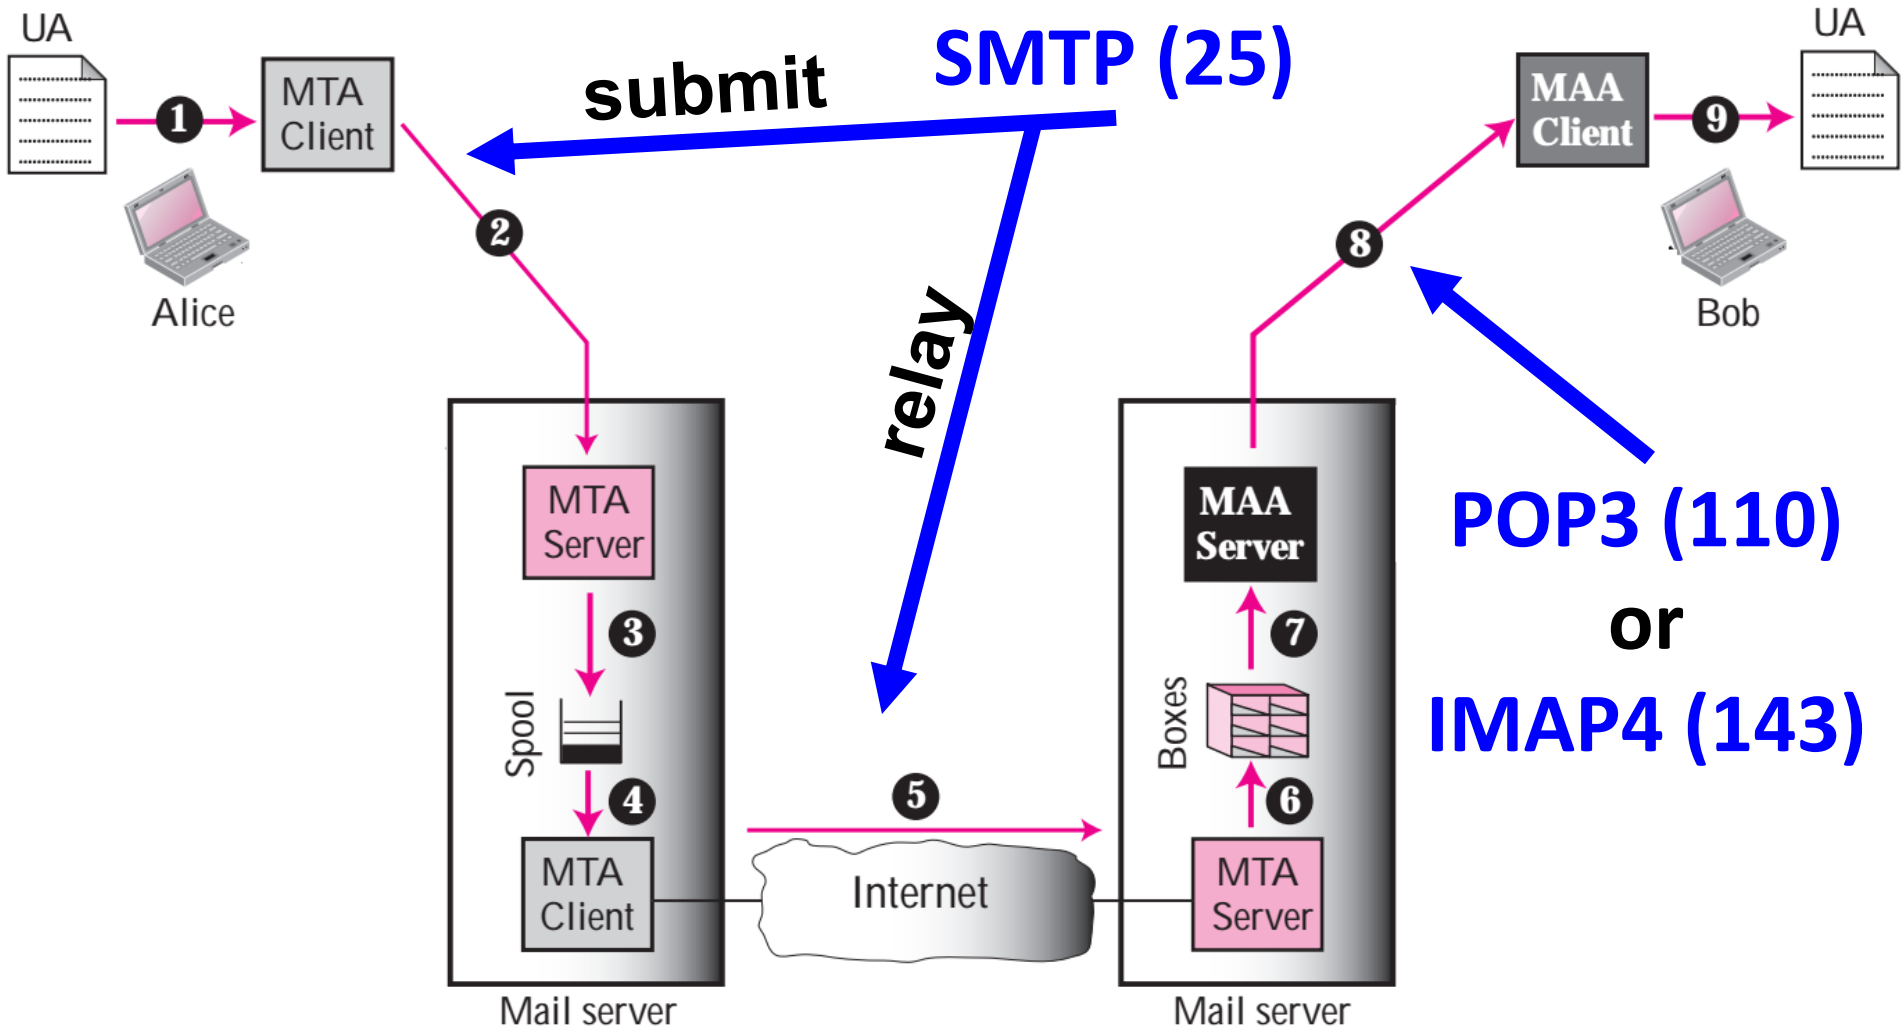 UA
MTA
Client
1
submit
SMTP (25)
MAA
Client
9
UA
2
8
Alice
Bob
relay
MTA
Server
MAA
Server
POP3 (110)
or
IMAP4 (143)
3
7
Spool
Boxes
4
5
6
MTA
Client
Internet
MTA
Server
Mail server
Mail server